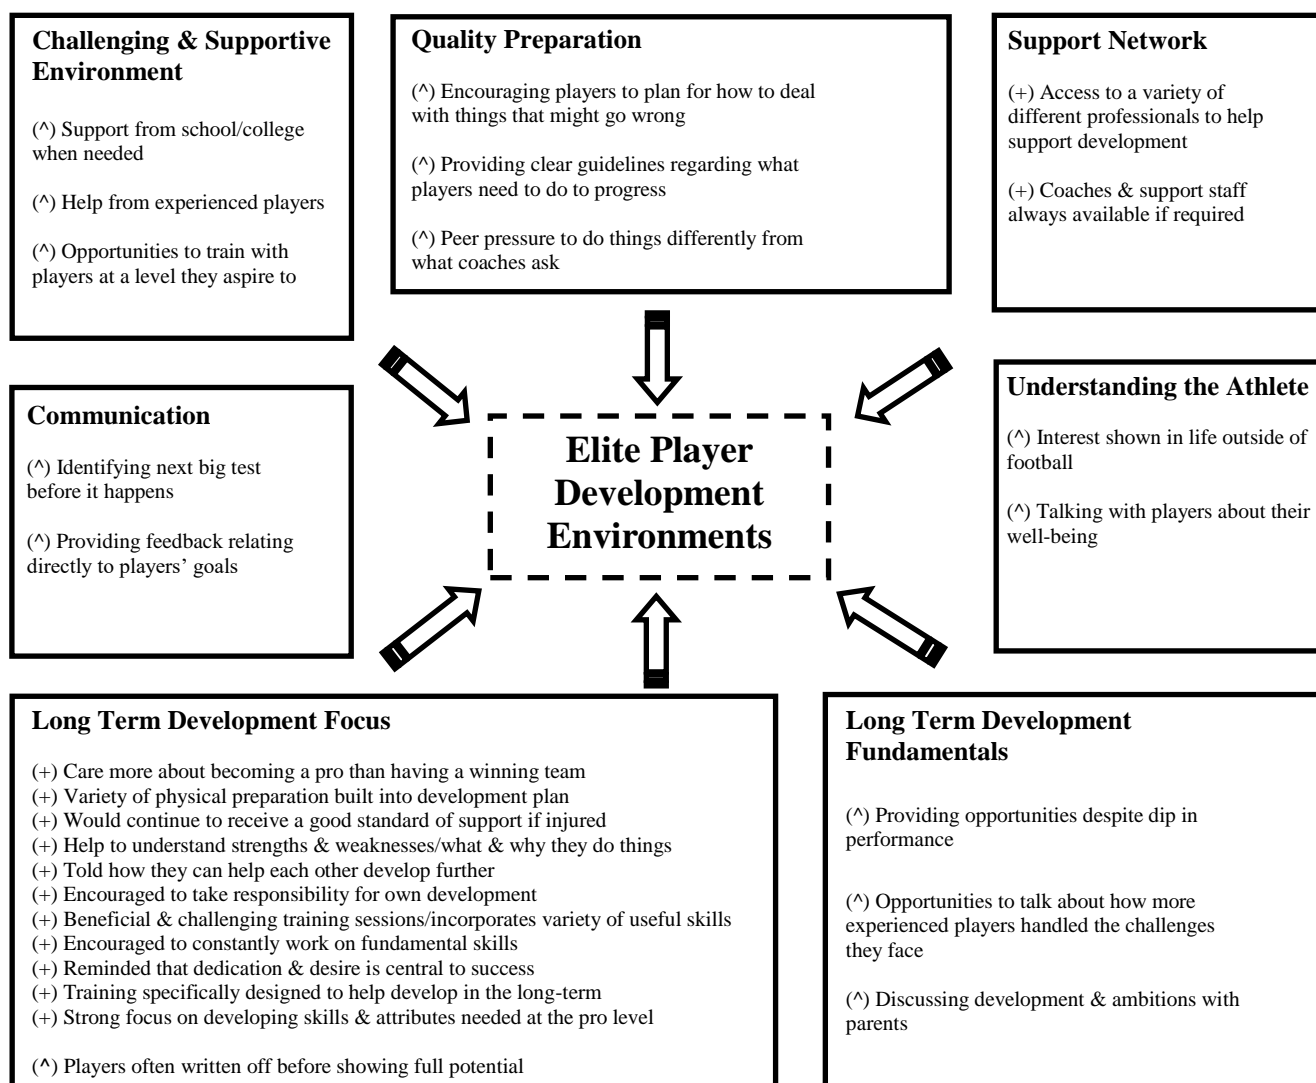 Challenging & Supportive
Environment
(^) Support from school/college
when needed
(^) Help from experienced players
(^) Opportunities to train with
players at a level they aspire to
Quality Preparation
(^) Encouraging players to plan for how to deal
with things that might go wrong
(^) Providing clear guidelines regarding what
players need to do to progress
(^) Peer pressure to do things differently from
what coaches ask
Support Network
(+) Access to a variety of
different professionals to help
support development
(+) Coaches & support staff
always available if required
Communication
(^) Identifying next big test
before it happens
(^) Providing feedback relating
directly to players’ goals
Elite Player
Development
Environments
Understanding the Athlete
(^) Interest shown in life outside of
football
(^) Talking with players about their
well-being
Long Term Development Focus
(+) Care more about becoming a pro than having a winning team
(+) Variety of physical preparation built into development plan
(+) Would continue to receive a good standard of support if injured
(+) Help to understand strengths & weaknesses/what & why they do things
(+) Told how they can help each other develop further
(+) Encouraged to take responsibility for own development
(+) Beneficial & challenging training sessions/incorporates variety of useful skills
(+) Encouraged to constantly work on fundamental skills
(+) Reminded that dedication & desire is central to success
(+) Training specifically designed to help develop in the long-term
(+) Strong focus on developing skills & attributes needed at the pro level
(^) Players often written off before showing full potential
Long Term Development
Fundamentals
(^) Providing opportunities despite dip in
performance
(^) Opportunities to talk about how more
experienced players handled the challenges
they face
(^) Discussing development & ambitions with
parents